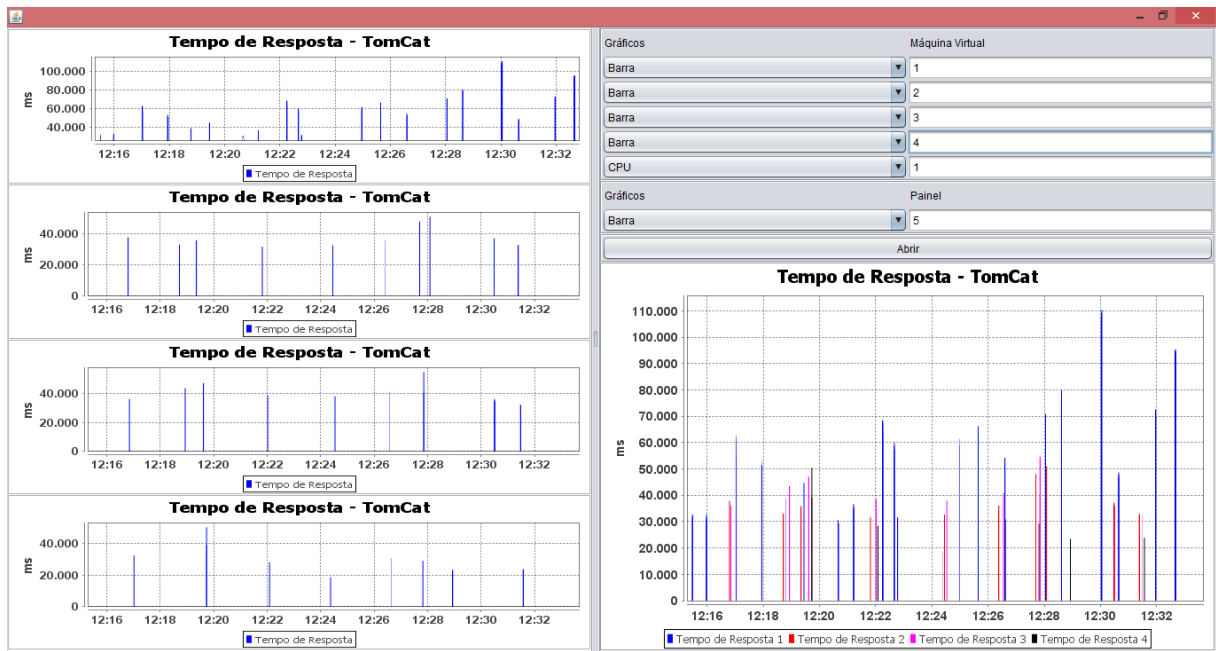 Tempo de Resposta - TomCat
100.000
80.000
60.000
40.000
ms
12:16 12:18 12:20 12:22 12:24 12:26 12:28 12:30 12:32
Tempo de Resposta
Tempo de Resposta - TomCat
40.000
20.000
0
ms
12:16 12:18 12:20 12:22 12:24 12:26 12:28 12:30 12:32
Tempo de Resposta
Tempo de Resposta - TomCat
40.000
20.000
0
ms
12:16 12:18 12:20 12:22 12:24 12:26 12:28 12:30 12:32
Tempo de Resposta
Tempo de Resposta - TomCat
40.000
20.000
0
ms
12:16 12:18 12:20 12:22 12:24 12:26 12:28 12:30 12:32
Tempo de Resposta
Gráficos Máquina Virtual
Barra 1
Barra 2
Barra 3
Barra 4
CPU 1
Gráficos Painel
Barra 5
Abrir
Tempo de Resposta - TomCat
110.000
100.000
90.000
80.000
70.000
60.000
50.000
40.000
30.000
20.000
10.000
0
ms
12:16 12:18 12:20 12:22 12:24 12:26 12:28 12:30 12:32
Tempo de Resposta 1 Tempo de Resposta 2 Tempo de Resposta 3 Tempo de Resposta 4